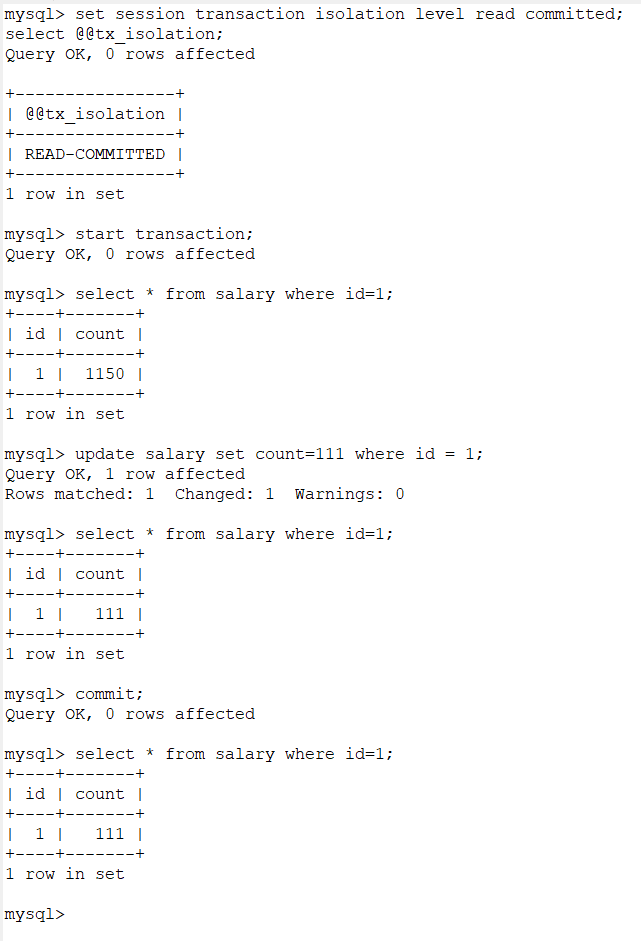 mysql> set session transaction isolation level read committed;
select @@tx_isolation;
Query OK, 0 rows affected

+----------------+
| @@tx_isolation |
+----------------+
| READ-COMMITTED |
+----------------+
1 row in set

mysql> start transaction;
Query OK, 0 rows affected

mysql> select * from salary where id=1;
+----+-------+
| id | count |
+----+-------+
|  1 |  1150 |
+----+-------+
1 row in set

mysql> update salary set count=111 where id = 1;
Query OK, 1 row affected
Rows matched: 1  Changed: 1  Warnings: 0

mysql> select * from salary where id=1;
+----+-------+
| id | count |
+----+-------+
|  1 |   111 |
+----+-------+
1 row in set

mysql> commit;
Query OK, 0 rows affected

mysql> select * from salary where id=1;
+----+-------+
| id | count |
+----+-------+
|  1 |   111 |
+----+-------+
1 row in set

mysql>